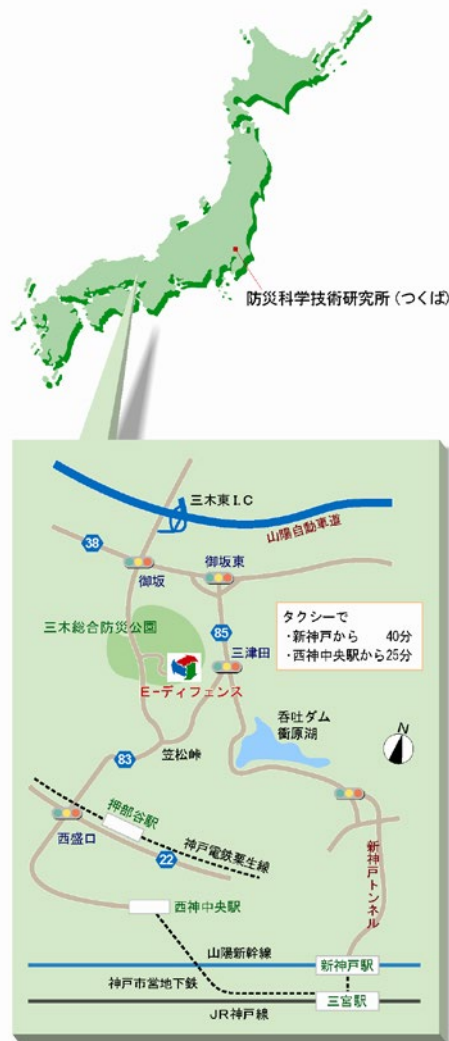 防災科学技術研究所(つくば)
三木東I.C
山陽自動車道
38
御坂
御坂東
三木総合防災公園
85
タクシーで
・新神戸から 40分
・西神中央駅から25分
三津田
E-ディフェンス
呑吐ダム
衝原湖
N
笠松峠
83
押部谷駅
西盛口
神戸電鉄粟生線
22
新神戸トンネル
西神中央駅
山陽新幹線
新神戸駅
神戸市営地下鉄
三宮駅
JR神戸線